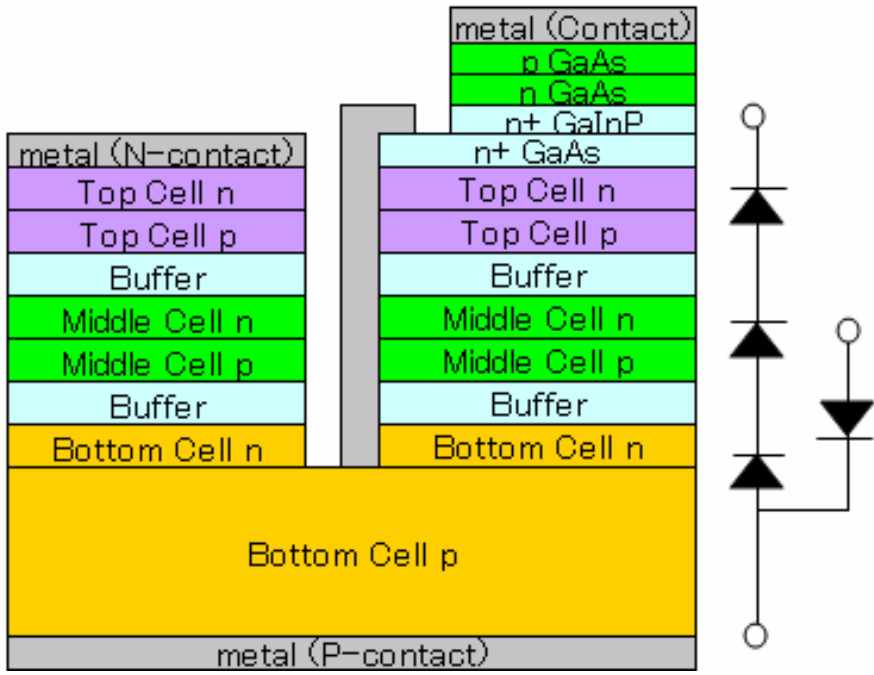 metal (Contact)
p GaAs
n GaAs
n+ GaInP
n+ GaAs
metal (N-contact)
Top Cell n
Top Cell p
Buffer
Middle Cell n
Middle Cell p
Buffer
Bottom Cell n
Top Cell n
Top Cell p
Buffer
Middle Cell n
Middle Cell p
Buffer
Bottom Cell n
Bottom Cell p
metal (P-contact)